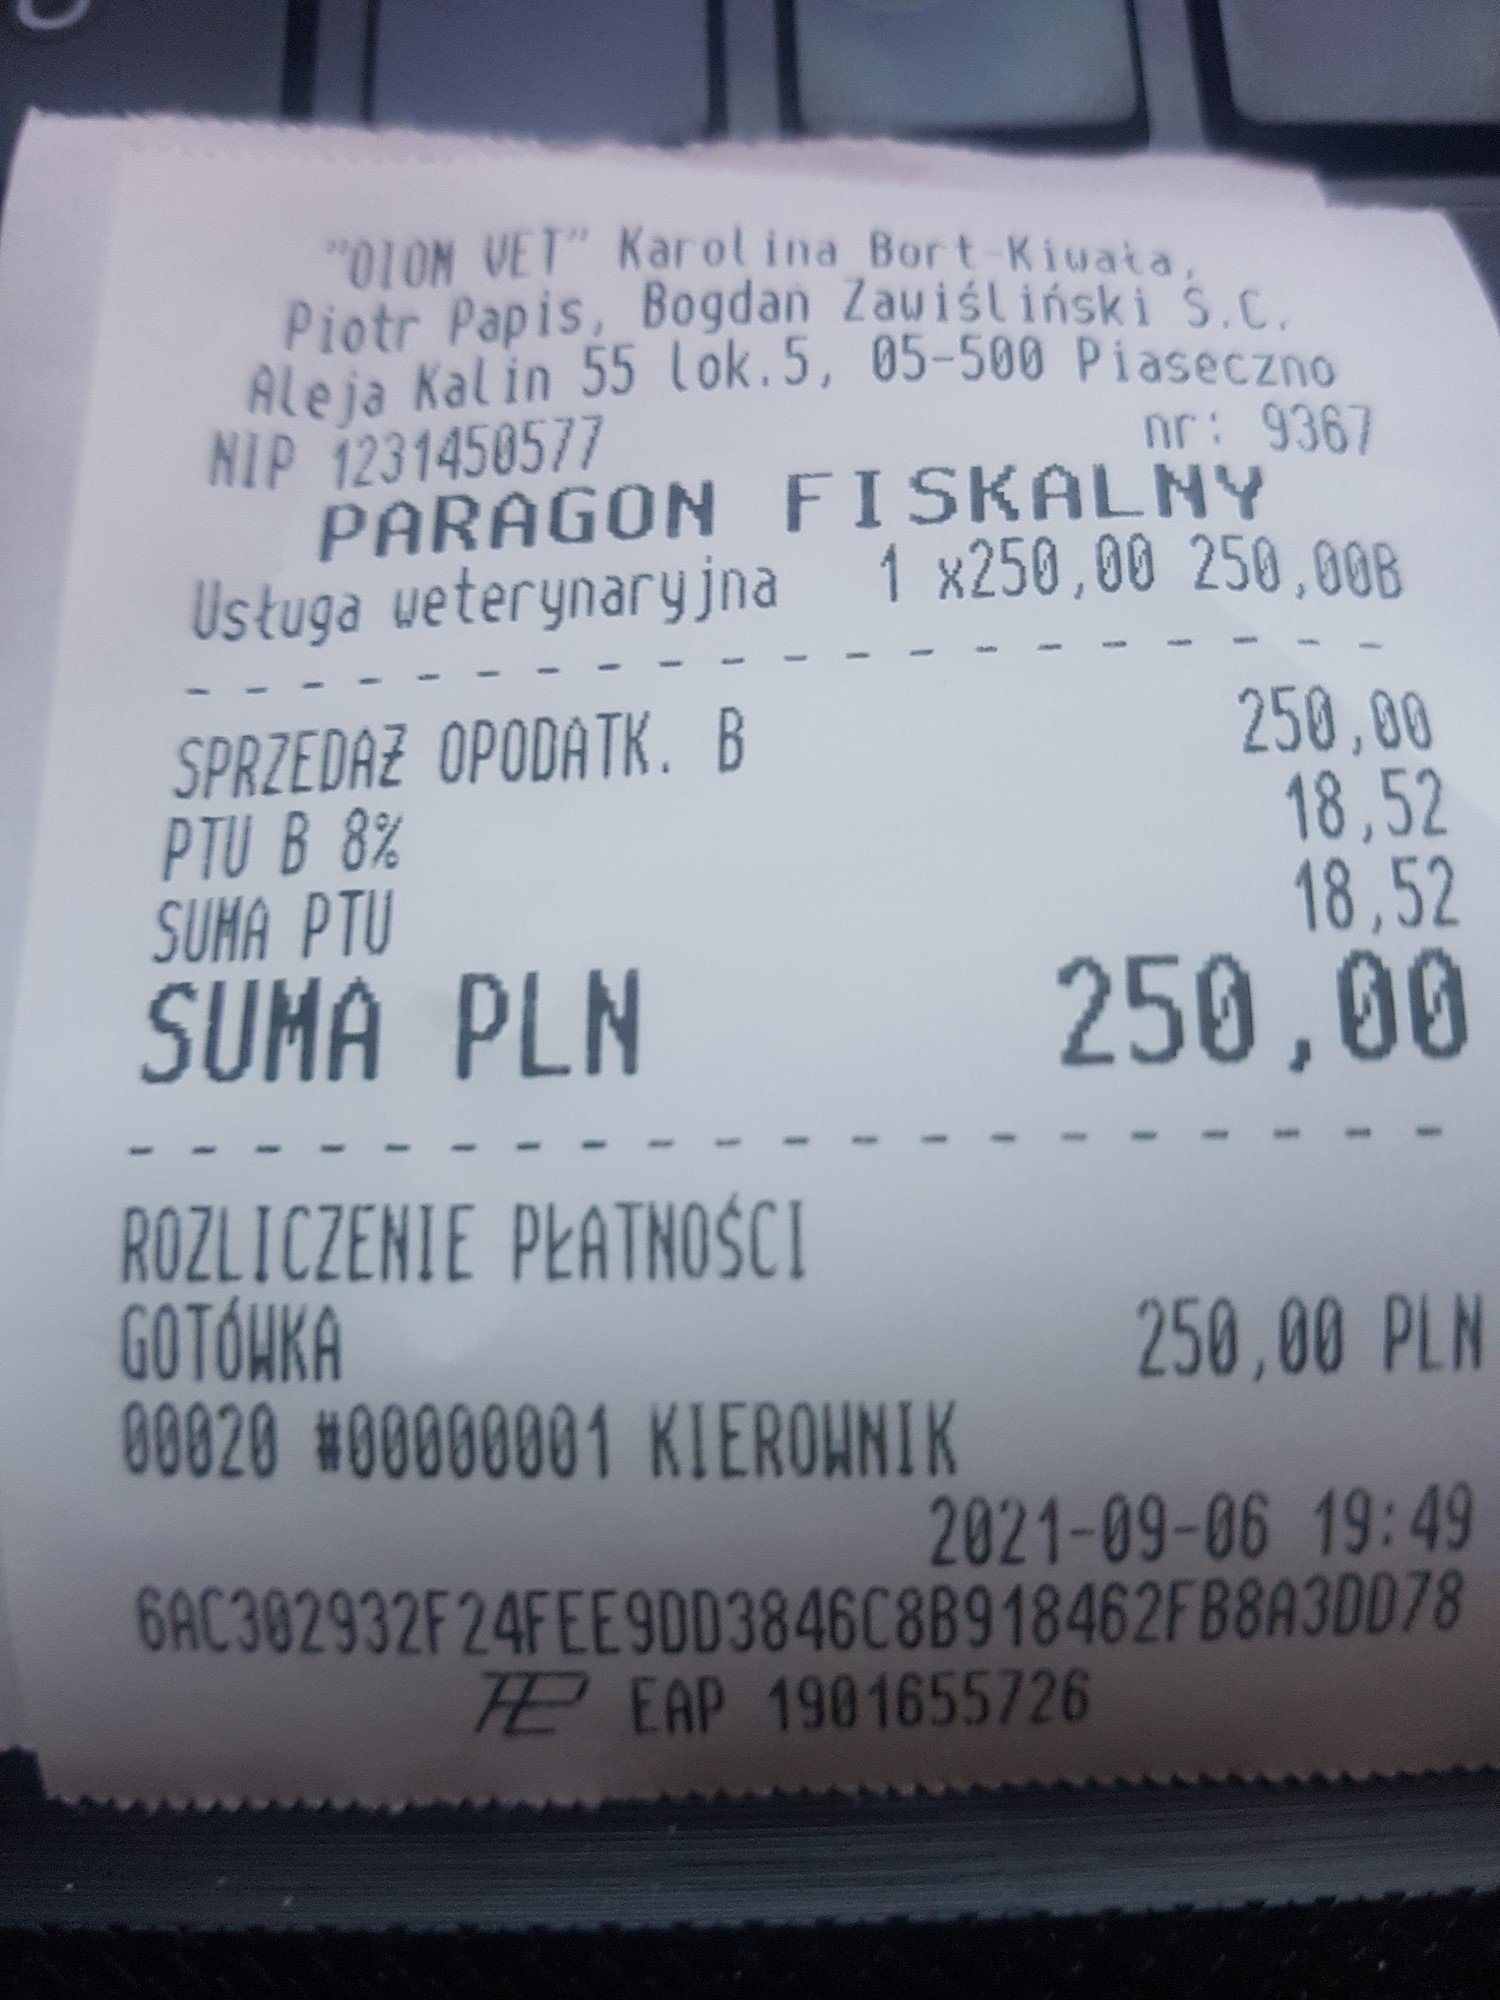 "OION VET" Karolina Bort-Kiwała,
Piotr Papis, Bogdan Zawiśliński S.C.
Aleja Kalin 55 lok.5, 05-500 Piaseczno
NIP 1231450577 nr: 9367
PARAGON FISKALNY
Usługa weterynaryjna 1 x250,00 250,00B
- - - - - - - - - - - - - - - - - - - -
SPRZEDAŻ OPODATK. B 250,00
PTU B 8% 18,52
SUMA PTU 18,52
SUMA PLN 250,00
- - - - - - - - - - - - - - - - - - - -
ROZLICZENIE PŁATNOŚCI
GOTÓWKA 250,00 PLN
00020 #00000001 KIEROWNIK
2021-09-06 19:49
6AC302932F24FEE9DD3846C8B918462FB8A3DD78
EAP 1901655726